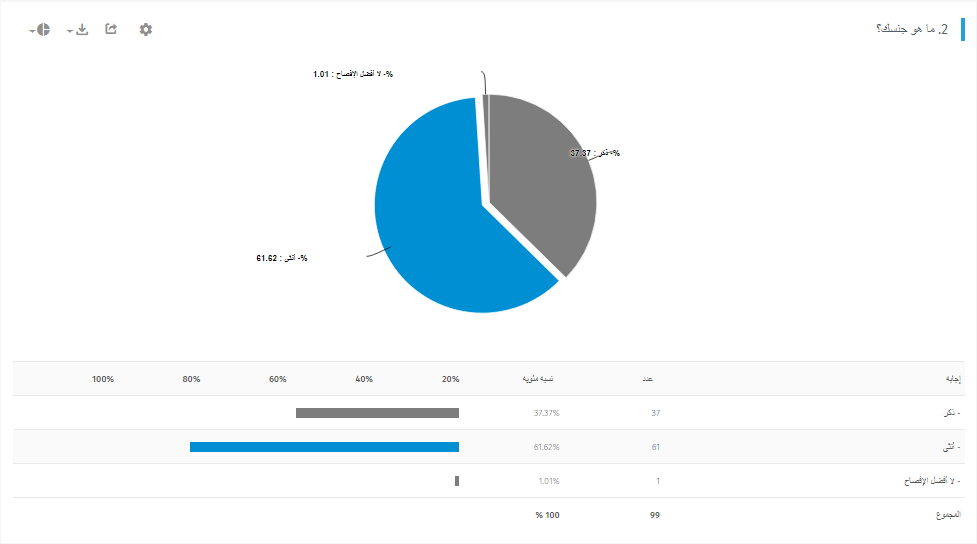 2. ما هو جنسك؟
%- لا أفضل الإفصاح : 1.01
%- ذكر : 37.37
%- أنثى : 61.62
إجابة عدد نسبة مئوية 20% 40% 60% 80% 100%
- ذكر 37 37.37%
- أنثى 61 61.62%
- لا أفضل الإفصاح 1 1.01%
المجموع 99 100 %